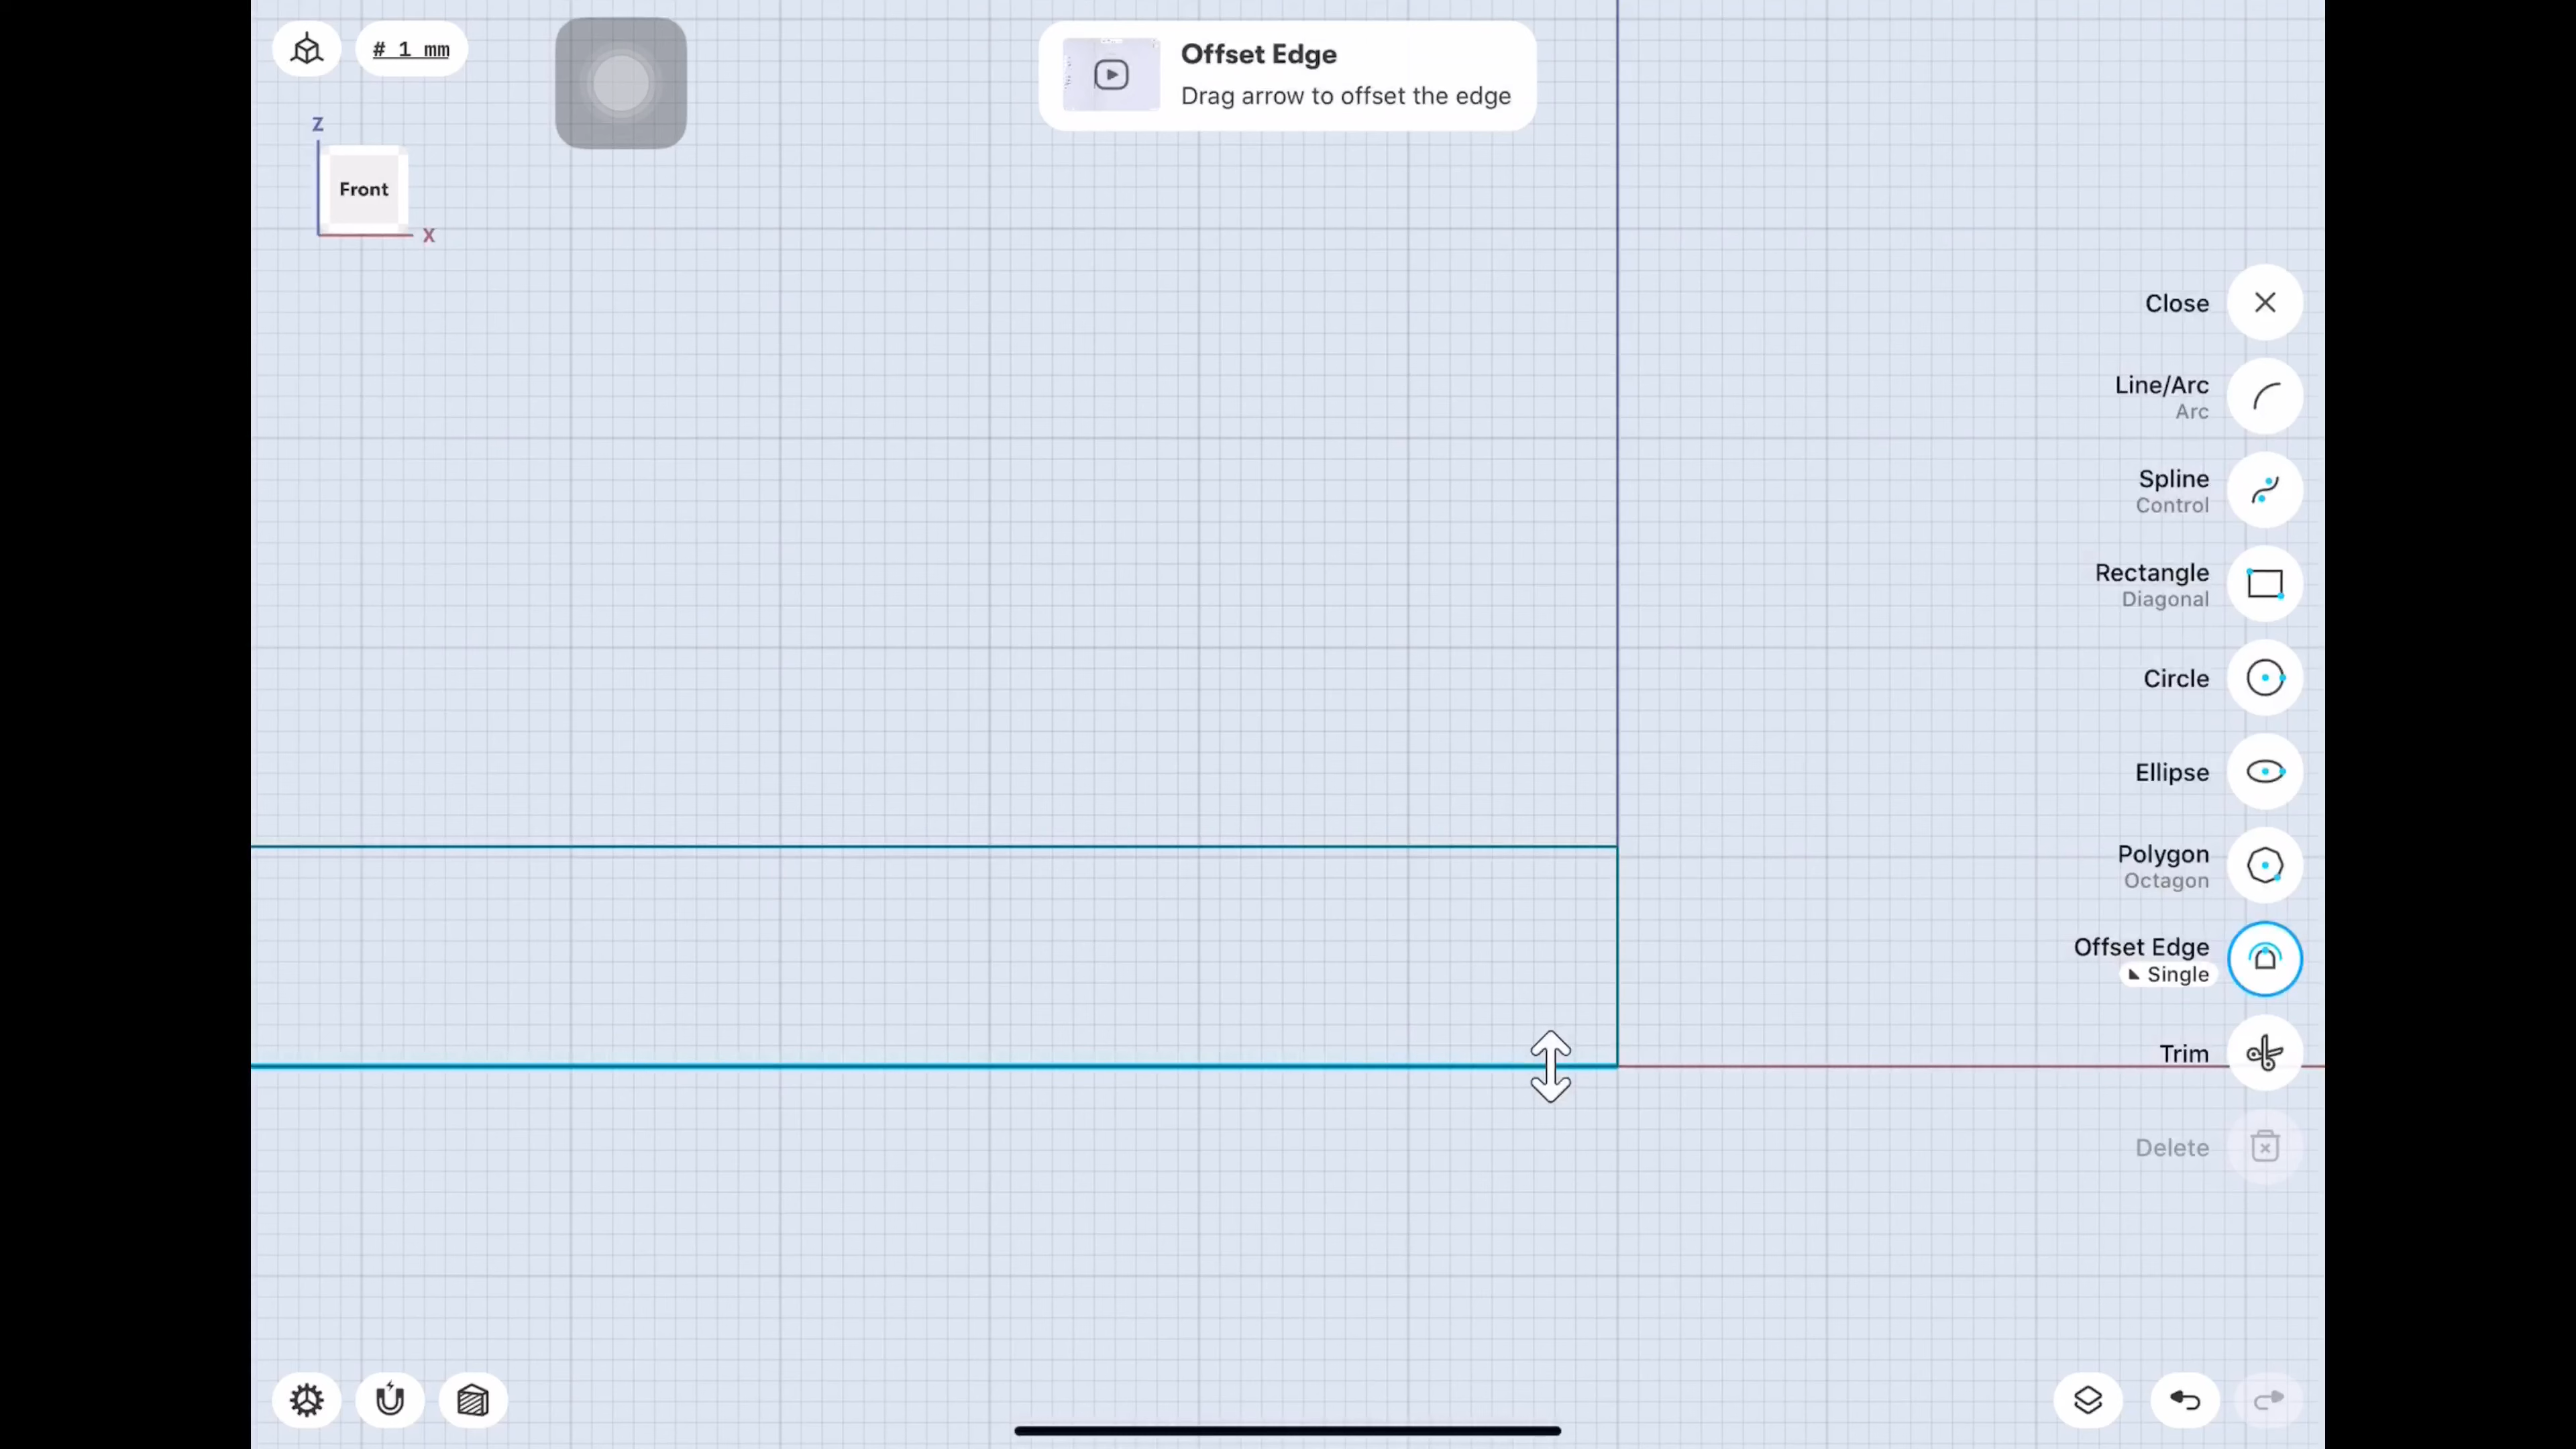 # 1 mm
Offset Edge
Drag arrow to offset the edge
Z
Front
X
Close
Line/Arc
Arc
Spline
Control
Rectangle
Diagonal
Circle
Ellipse
Polygon
Octagon
Offset Edge
Single
Trim
Delete